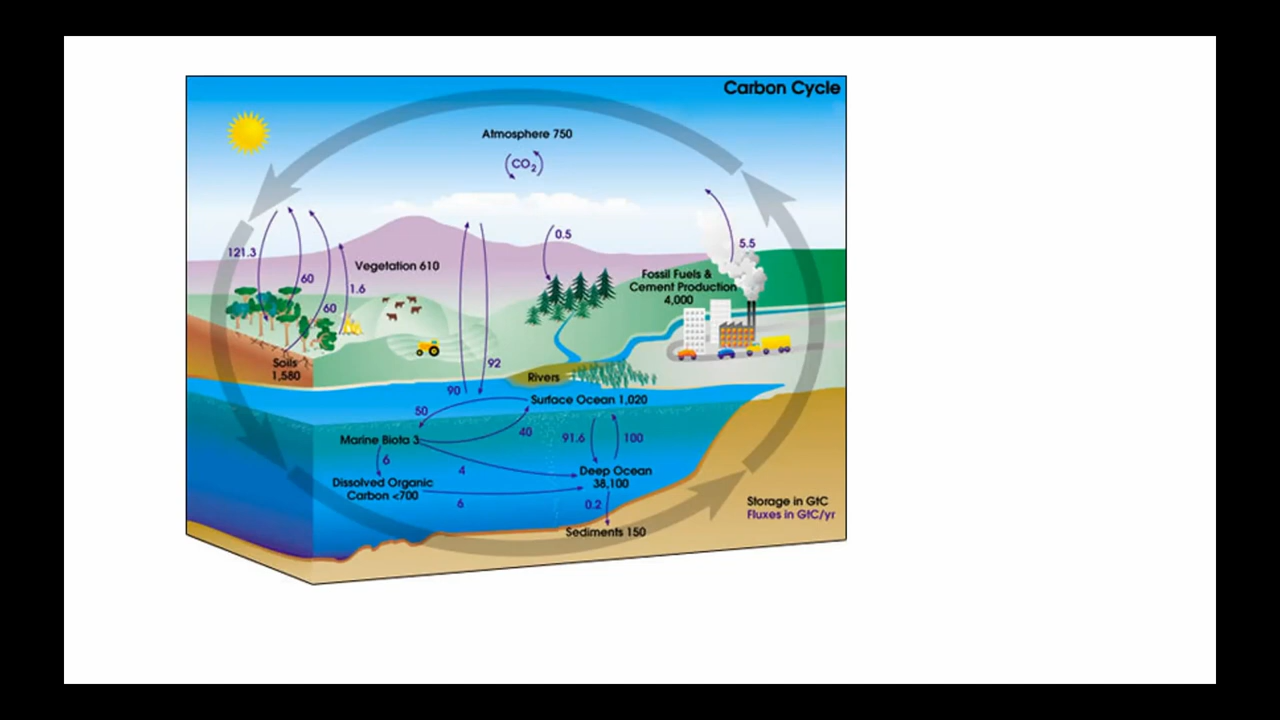 Carbon Cycle
Atmosphere 750
CO2
121.3
60
60
1.6
Vegetation 610
0.5
5.5
Fossil Fuels &
Cement Production
4,000
Soils
1,580
90
92
Rivers
Surface Ocean 1,020
50
40
91.6
100
Marine Biota 3
6
4
Deep Ocean
38,100
Dissolved Organic
Carbon <700
6
0.2
Sediments 150
Storage in GtC
Fluxes in GtC/yr